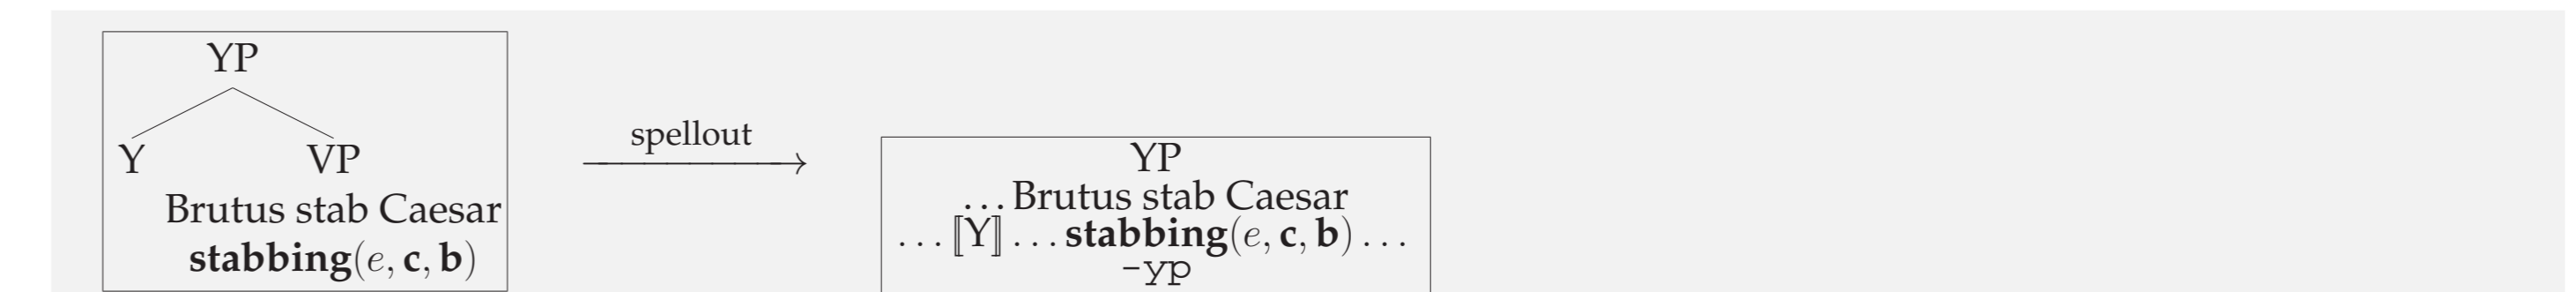 YP
Y VP
Brutus stab Caesar
stabbing(e, c, b)
spellout
YP
...Brutus stab Caesar
...⟦Y⟧...stabbing(e, c, b)...
-yp